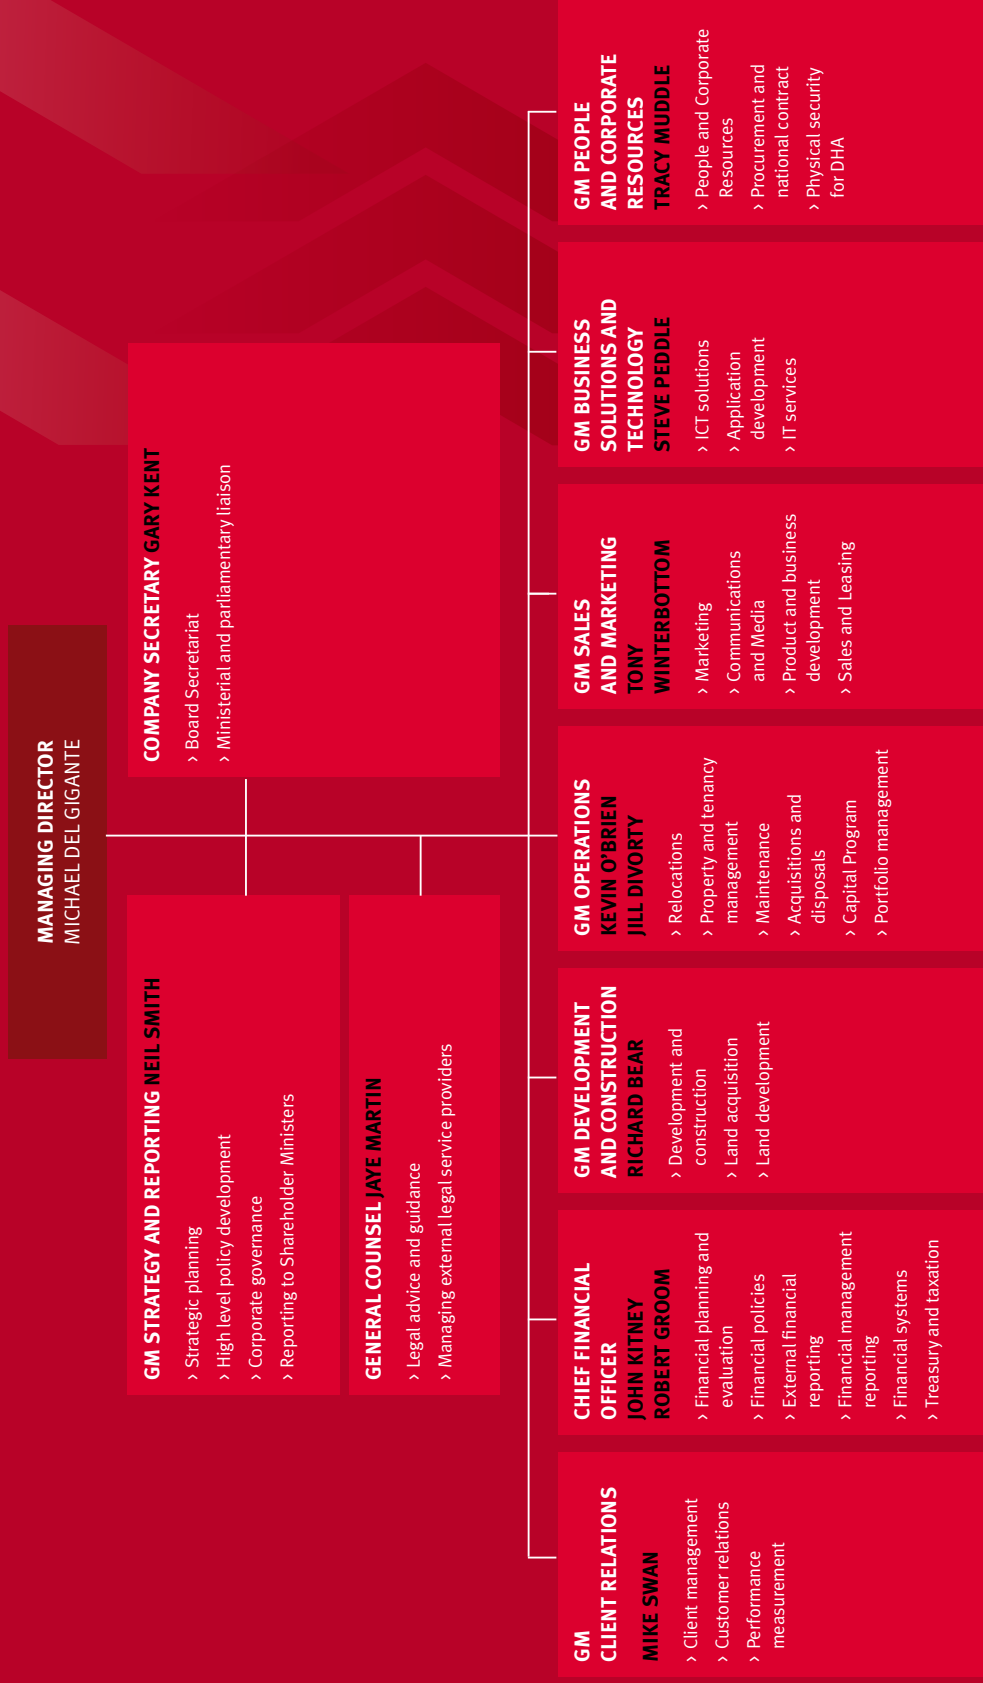 MANAGING DIRECTOR
MICHAEL DEL GIGANTE
GM STRATEGY AND REPORTING NEIL SMITH
› Strategic planning
› High level policy development
› Corporate governance
› Reporting to Shareholder Ministers
GENERAL COUNSEL JAYE MARTIN
› Legal advice and guidance
› Managing external legal service providers
COMPANY SECRETARY GARY KENT
› Board Secretariat
› Ministerial and parliamentary liaison
GM
CLIENT RELATIONS
MIKE SWAN
› Client management
› Customer relations
› Performance
measurement
CHIEF FINANCIAL
OFFICER
JOHN KITNEY
ROBERT GROOM
› Financial planning and
evaluation
› Financial policies
› External financial
reporting
› Financial management
reporting
› Financial systems
› Treasury and taxation
GM DEVELOPMENT
AND CONSTRUCTION
RICHARD BEAR
› Development and
construction
› Land acquisition
› Land development
GM OPERATIONS
KEVIN O'BRIEN
JILL DIVORTY
› Relocations
› Property and tenancy
management
› Maintenance
› Acquisitions and
disposals
› Capital Program
› Portfolio management
GM SALES
AND MARKETING
TONY
WINTERBOTTOM
› Marketing
› Communications
and Media
› Product and business
development
› Sales and Leasing
GM BUSINESS
SOLUTIONS AND
TECHNOLOGY
STEVE PEDDLE
› ICT solutions
› Application
development
› IT services
GM PEOPLE
AND CORPORATE
RESOURCES
TRACY MUDDLE
› People and Corporate
Resources
› Procurement and
national contract
› Physical security
for DHA